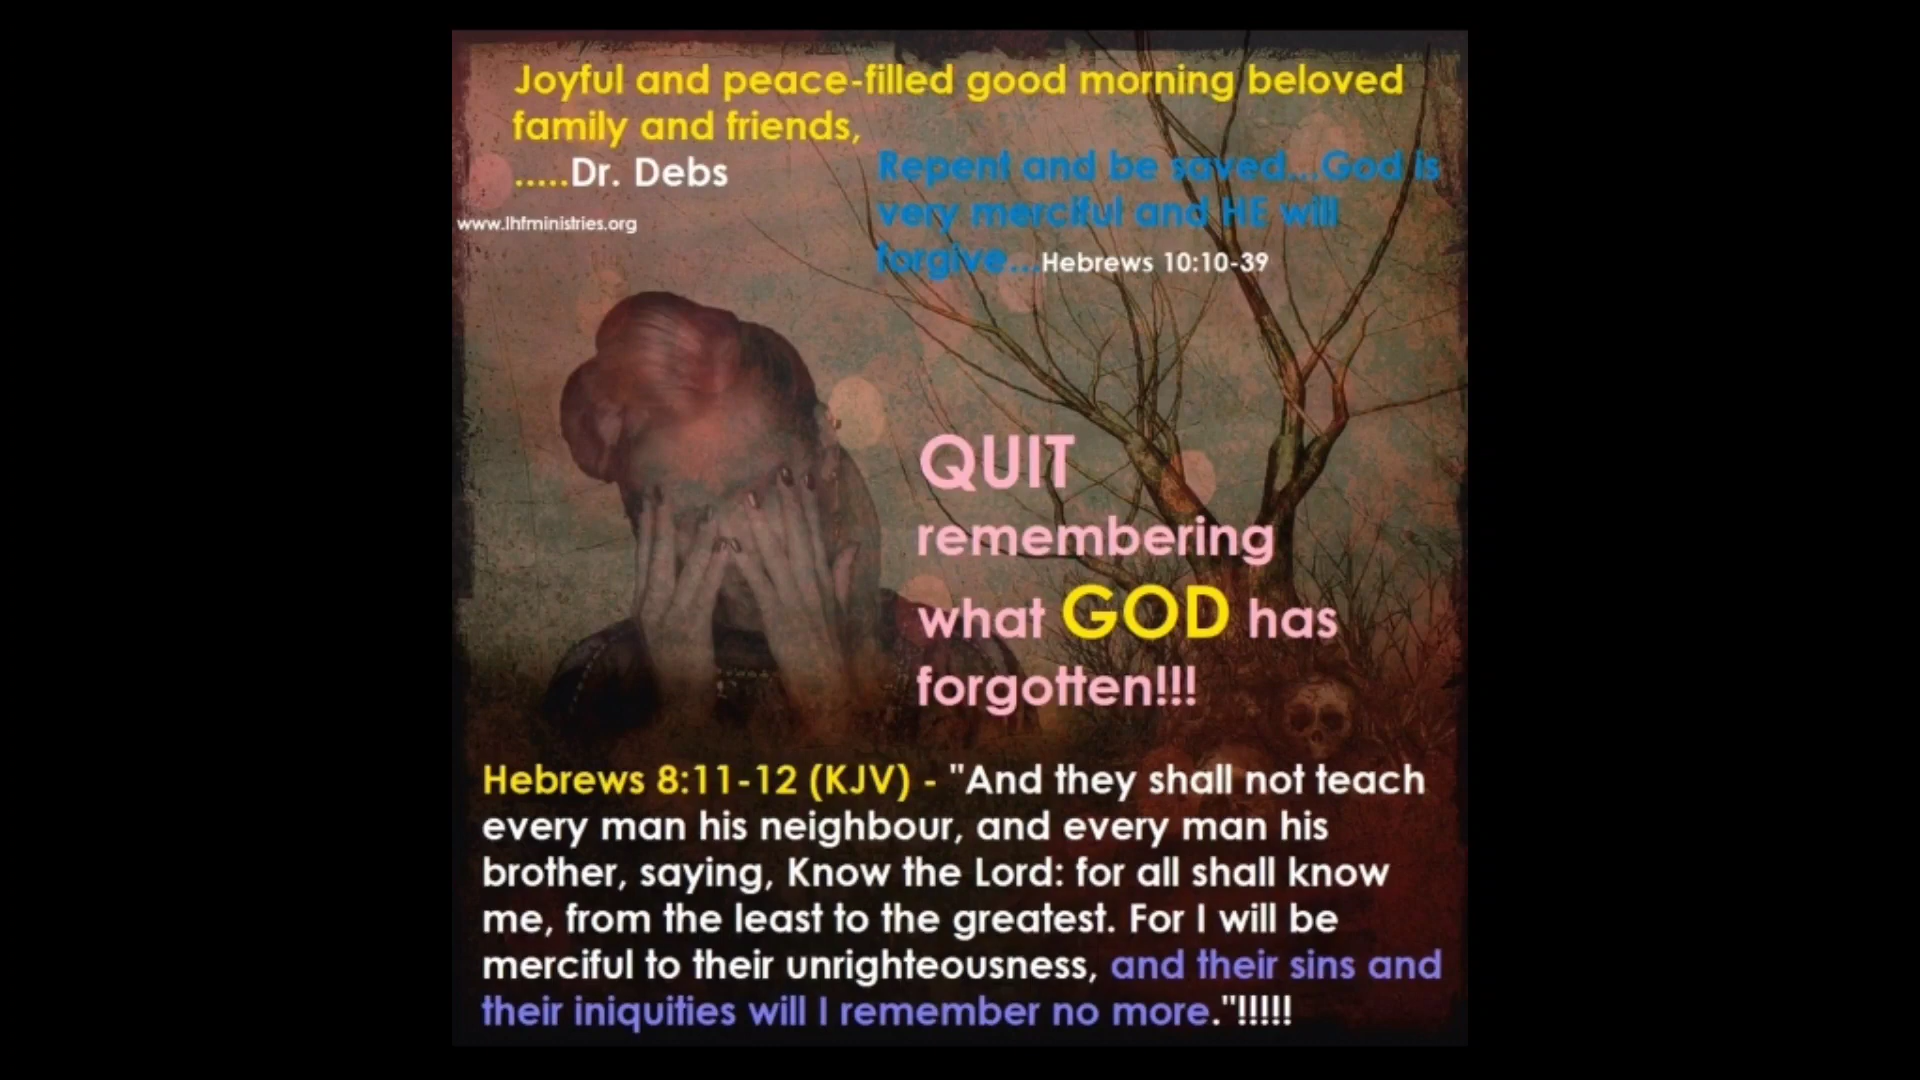 Joyful and peace-filled good morning beloved
family and friends,
.....Dr. Debs
www.lhfministries.org
Repent and be saved...God is
very merciful and HE will
forgive...Hebrews 10:10-39
QUIT
remembering
what GOD has
forgotten!!!
Hebrews 8:11-12 (KJV) - "And they shall not teach
every man his neighbour, and every man his
brother, saying, Know the Lord: for all shall know
me, from the least to the greatest. For I will be
merciful to their unrighteousness, and their sins and
their iniquities will I remember no more."!!!!!